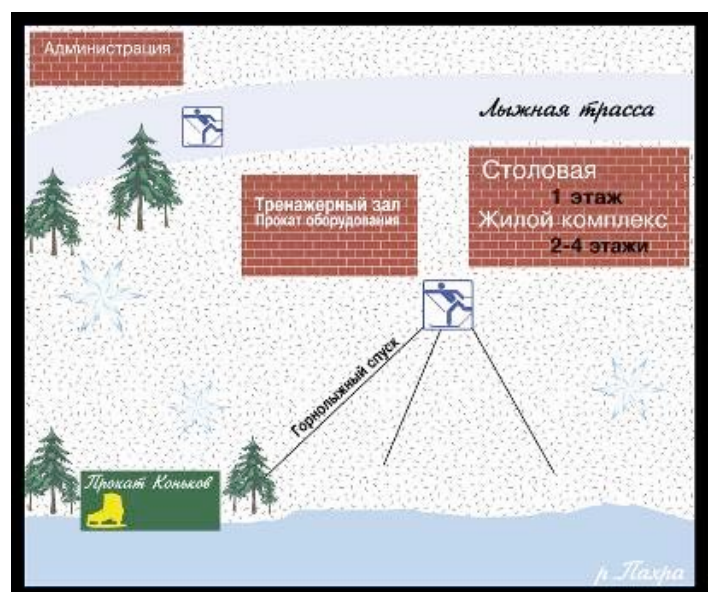 Администрация
Лыжная трасса
Столовая
1 этаж
Жилой комплекс
2-4 этажи
Тренажерный зал
Прокат оборудования
Горнолыжный спуск
Прокат Коньков
р.Пахра